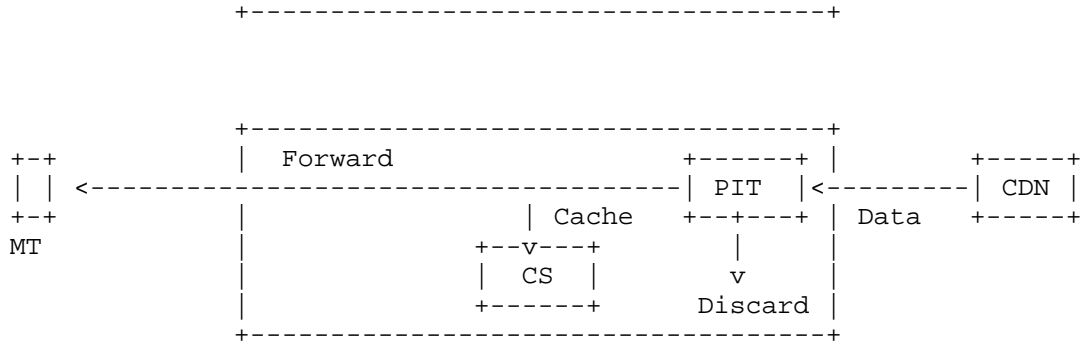 +------------------------------------+
+------------------------------------+
+-+ | Forward +------+ | +-----+
| | <-------------------------------------| PIT |<---------| CDN |
+-+ | | Cache +--+---+ | Data +-----+
MT | +--v---+ | |
| | CS | v |
| +------+ Discard |
+------------------------------------+